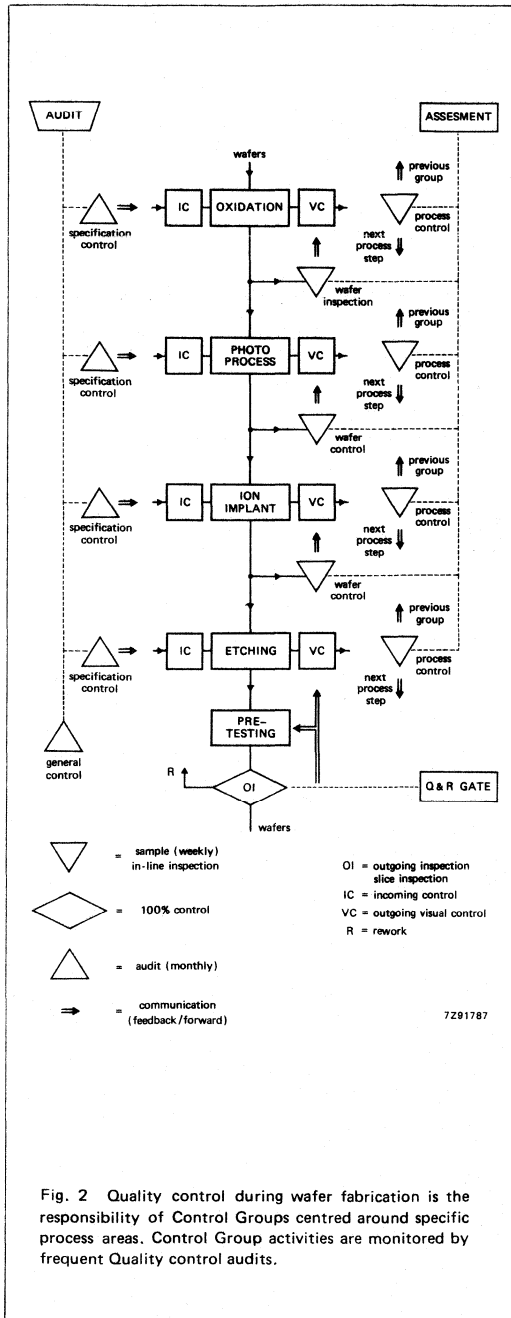 AUDIT
ASSESMENT
wafers
previous
group
IC
OXIDATION
VC
specification
control
process
control
next
process
step
wafer
inspection
previous
group
IC
PHOTO
PROCESS
VC
specification
control
process
control
next
process
step
wafer
control
previous
group
IC
ION
IMPLANT
VC
specification
control
process
control
next
process
step
wafer
control
previous
group
IC
ETCHING
VC
specification
control
process
control
next
process
step
PRE-
TESTING
general
control
R
OI
Q & R GATE
wafers
= sample (weekly)
in-line inspection
= 100% control
= audit (monthly)
= communication
(feedback/forward)
OI = outgoing inspection
slice inspection
IC = incoming control
VC = outgoing visual control
R = rework
7Z91787
Fig. 2 Quality control during wafer fabrication is the
responsibility of Control Groups centred around specific
process areas. Control Group activities are monitored by
frequent Quality control audits.